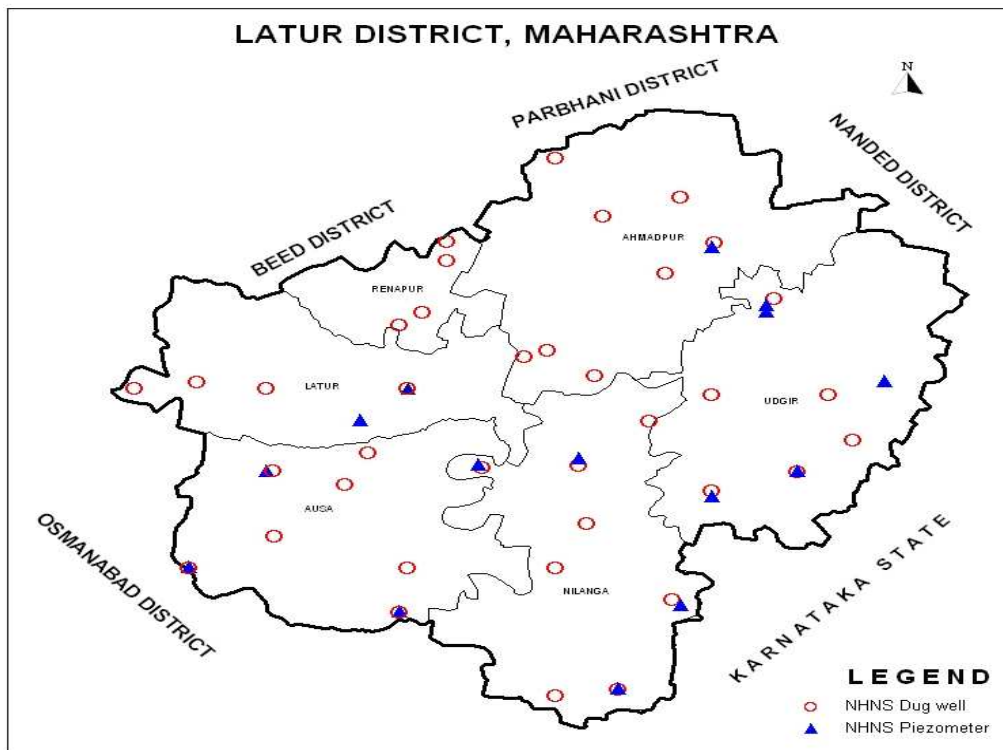 LATUR DISTRICT, MAHARASHTRA
PARBHANI DISTRICT
N
NANDED DISTRICT
BEED DISTRICT
AHMADPUR
RENAPUR
LATUR
UDGIR
AUSA
OSMANABAD DISTRICT
NILANGA
KARNATAKA STATE
LEGEND
NHNS Dug well
NHNS Piezometer